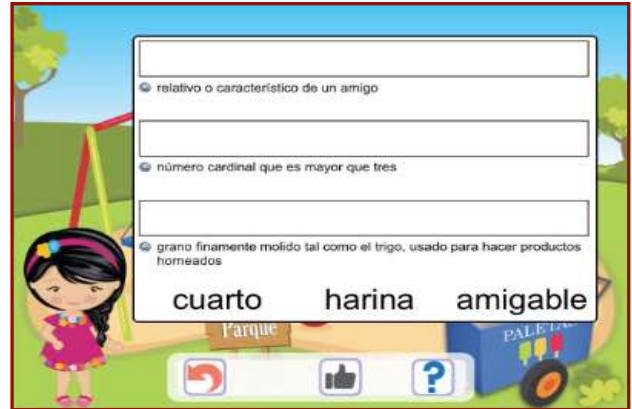 relativo o característico de un amigo
número cardinal que es mayor que tres
grano finamente molido tal como el trigo, usado para hacer productos
horneados
cuarto harina amigable
Parque
PALETAS
?